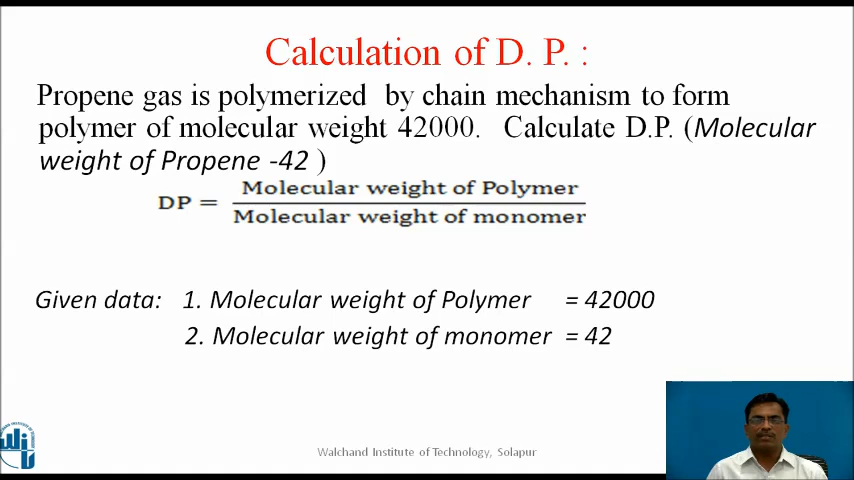 Calculation of D. P. :
Propene gas is polymerized by chain mechanism to form
polymer of molecular weight 42000. Calculate D.P. (Molecular
weight of Propene -42 )
Molecular weight of Polymer
DP =
Molecular weight of monomer
Given data: 1. Molecular weight of Polymer = 42000
2. Molecular weight of monomer = 42
Walchand Institute of Technology, Solapur